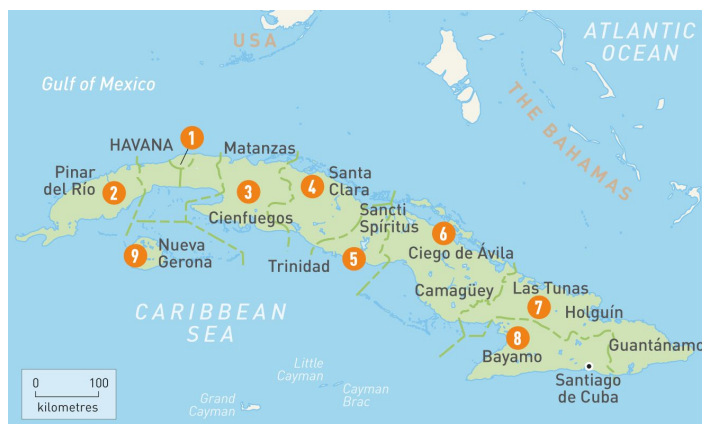 USA
ATLANTIC
OCEAN
Gulf of Mexico
THE BAHAMAS
1
HAVANA
Matanzas
Pinar
del Río
2
3
4
Santa
Clara
Cienfuegos
Sancti
Spíritus
6
9
Nueva
Gerona
Trinidad
5
Ciego de Ávila
Camagüey
Las Tunas
7
Holguín
CARIBBEAN
SEA
8
Bayamo
Guantánamo
Santiago
de Cuba
Little
Cayman
Cayman
Brac
Grand
Cayman
0 100
kilometres